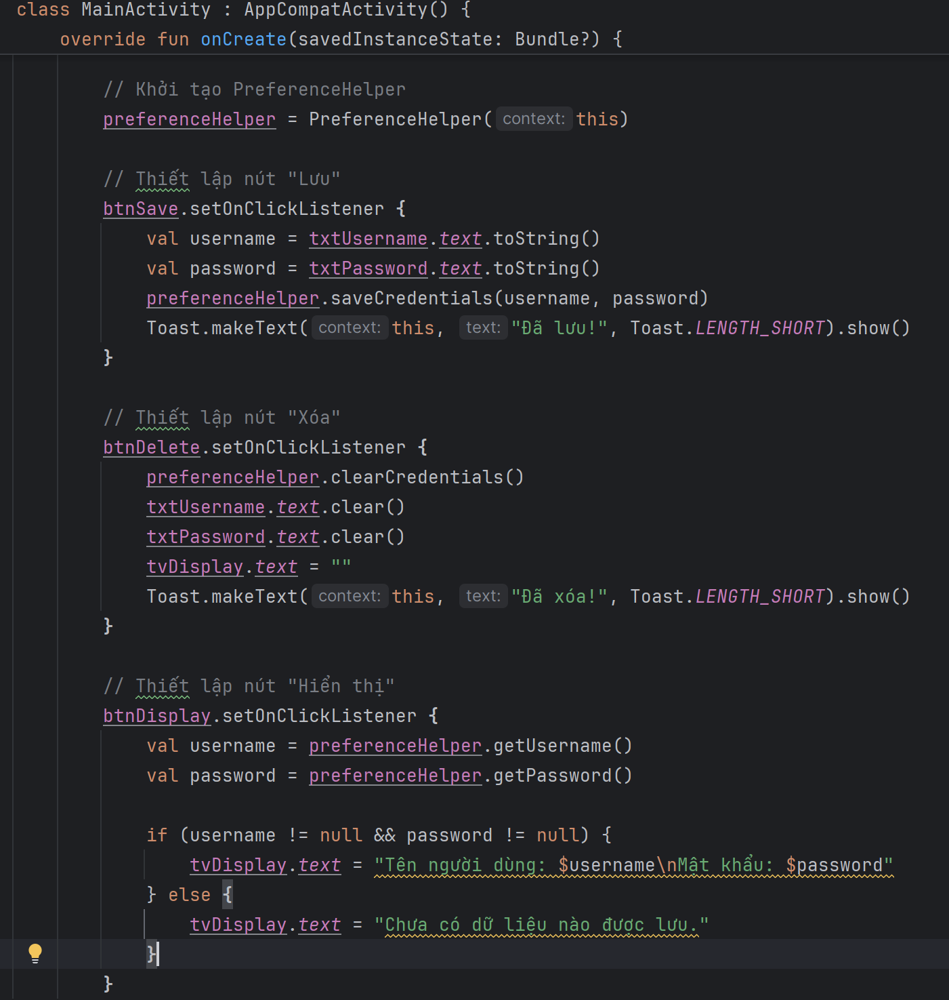 class MainActivity : AppCompatActivity() {
    override fun onCreate(savedInstanceState: Bundle?) {
        // Khởi tạo PreferenceHelper
        preferenceHelper = PreferenceHelper( context: this)
        // Thiết lập nút "Lưu"
        btnSave.setOnClickListener {
            val username = txtUsername.text.toString()
            val password = txtPassword.text.toString()
            preferenceHelper.saveCredentials(username, password)
            Toast.makeText( context: this, text: "Đã lưu!", Toast.LENGTH_SHORT).show()
        }
        // Thiết lập nút "Xóa"
        btnDelete.setOnClickListener {
            preferenceHelper.clearCredentials()
            txtUsername.text.clear()
            txtPassword.text.clear()
            tvDisplay.text = ""
            Toast.makeText( context: this, text: "Đã xóa!", Toast.LENGTH_SHORT).show()
        }
        // Thiết lập nút "Hiển thị"
        btnDisplay.setOnClickListener {
            val username = preferenceHelper.getUsername()
            val password = preferenceHelper.getPassword()
            if (username != null && password != null) {
                tvDisplay.text = "Tên người dùng: $username\nMật khẩu: $password"
            } else {
                tvDisplay.text = "Chưa có dữ liệu nào được lưu."
            }
        }